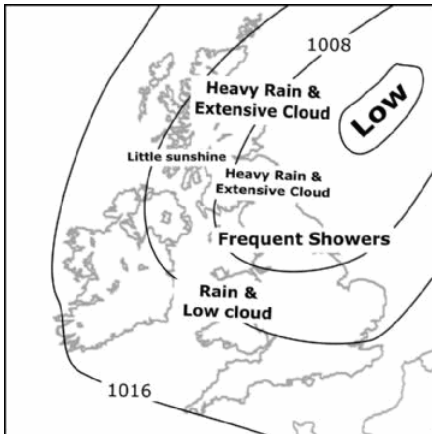 1008
Low
Heavy Rain &
Extensive Cloud
Little sunshine
Heavy Rain &
Extensive Cloud
Frequent Showers
Rain &
Low cloud
1016